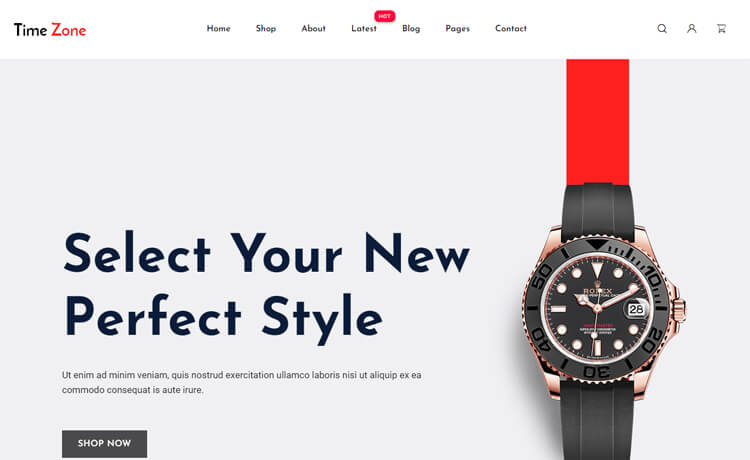 Time Zone
Home Shop About Latest HOT Blog Pages Contact
Select Your New
Perfect Style
Ut enim ad minim veniam, quis nostrud exercitation ullamco laboris nisi ut aliquip ex ea
commodo consequat is aute irure.
SHOP NOW
ROLEX
28
50
10
40
20
30